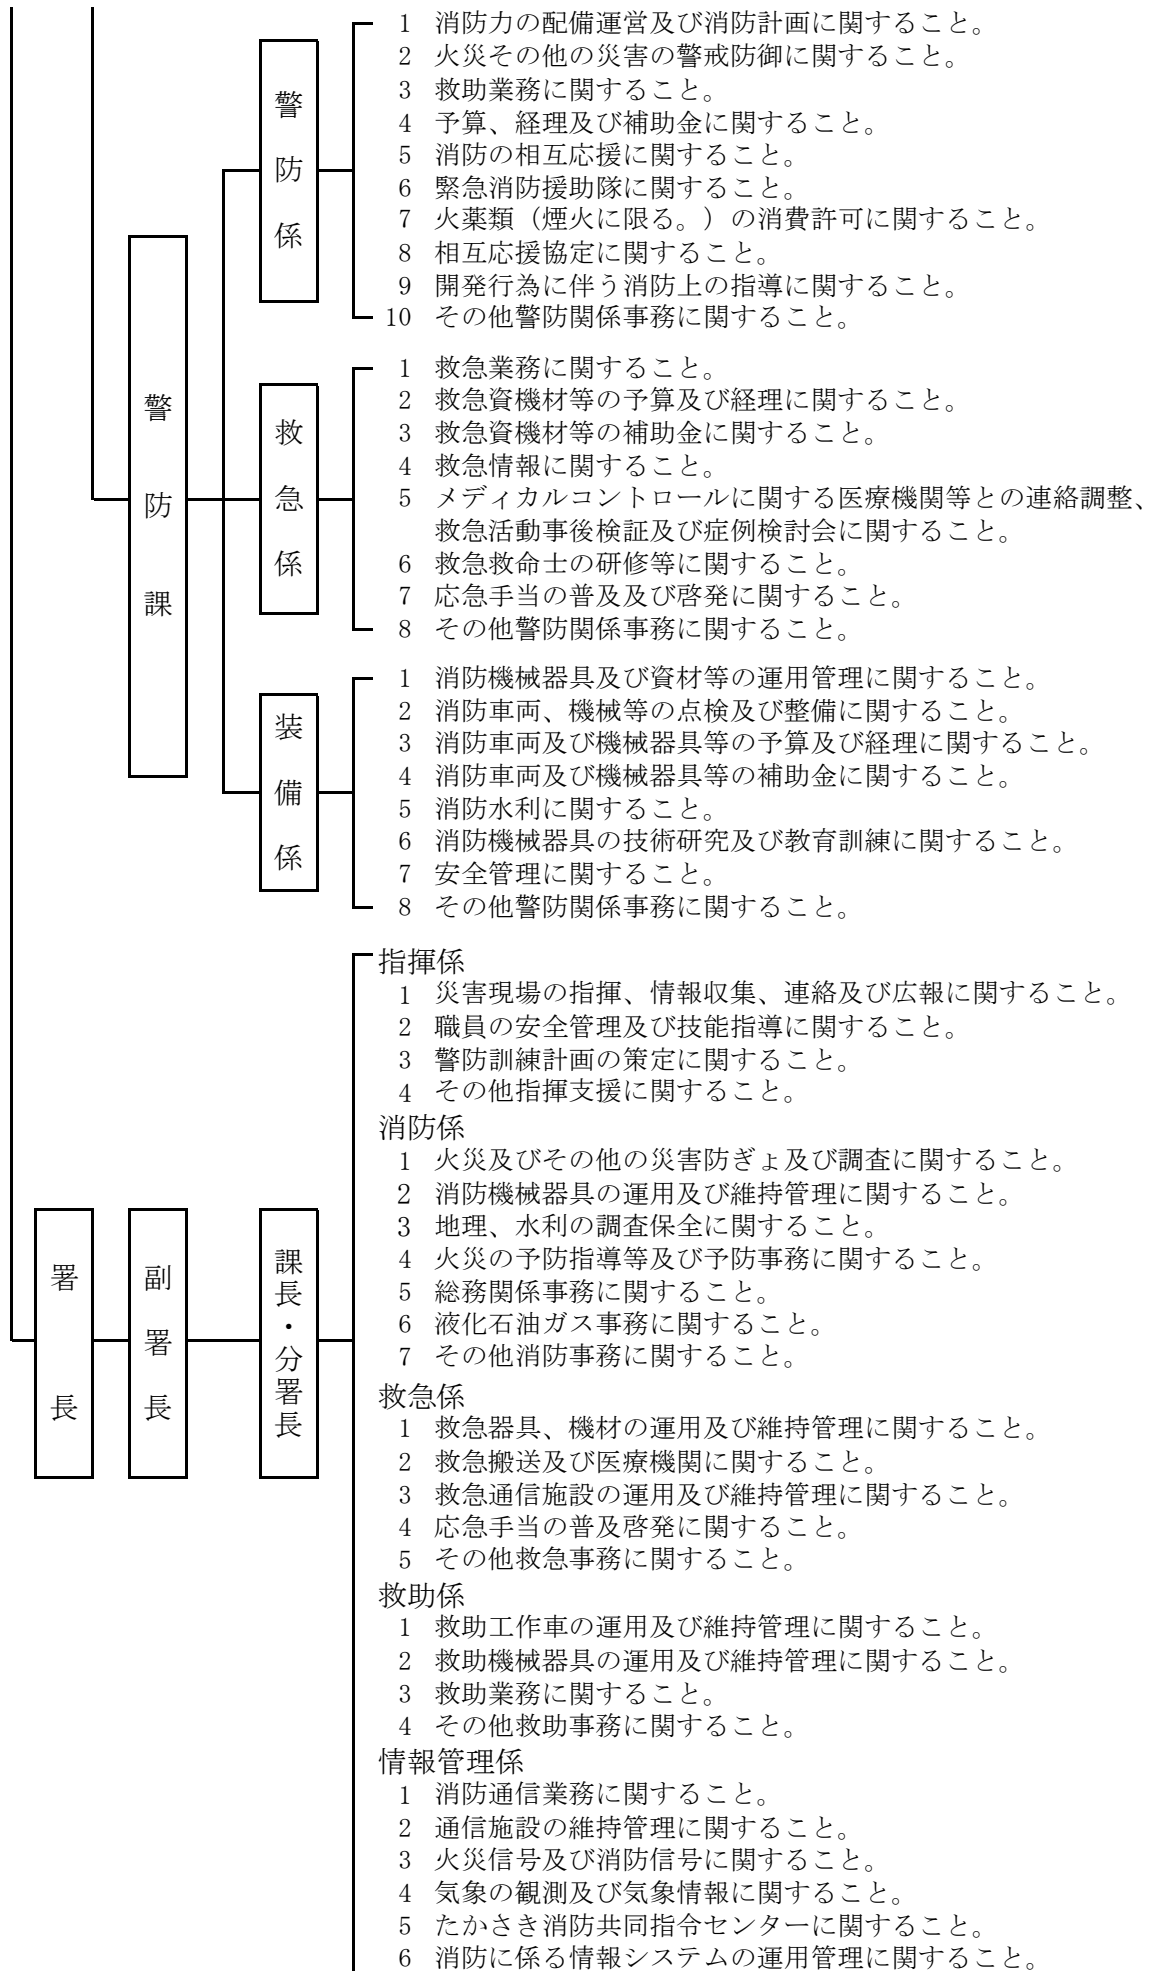 警防課
警防係
1 消防力の配備運営及び消防計画に関すること。
2 火災その他の災害の警戒防御に関すること。
3 救助業務に関すること。
4 予算、経理及び補助金に関すること。
5 消防の相互応援に関すること。
6 緊急消防援助隊に関すること。
7 火薬類（煙火に限る。）の消費許可に関すること。
8 相互応援協定に関すること。
9 開発行為に伴う消防上の指導に関すること。
10 その他警防関係事務に関すること。
救急係
1 救急業務に関すること。
2 救急資機材等の予算及び経理に関すること。
3 救急資機材等の補助金に関すること。
4 救急情報に関すること。
5 メディカルコントロールに関する医療機関等との連絡調整、
救急活動事後検証及び症例検討会に関すること。
6 救急救命士の研修等に関すること。
7 応急手当の普及及び啓発に関すること。
8 その他警防関係事務に関すること。
装備係
1 消防機械器具及び資材等の運用管理に関すること。
2 消防車両、機械等の点検及び整備に関すること。
3 消防車両及び機械器具等の予算及び経理に関すること。
4 消防車両及び機械器具等の補助金に関すること。
5 消防水利に関すること。
6 消防機械器具の技術研究及び教育訓練に関すること。
7 安全管理に関すること。
8 その他警防関係事務に関すること。
署長
副署長
課長・分署長
指揮係
1 災害現場の指揮、情報収集、連絡及び広報に関すること。
2 職員の安全管理及び技能指導に関すること。
3 警防訓練計画の策定に関すること。
4 その他指揮支援に関すること。
消防係
1 火災及びその他の災害防ぎょ及び調査に関すること。
2 消防機械器具の運用及び維持管理に関すること。
3 地理、水利の調査保全に関すること。
4 火災の予防指導等及び予防事務に関すること。
5 総務関係事務に関すること。
6 液化石油ガス事務に関すること。
7 その他消防事務に関すること。
救急係
1 救急器具、機材の運用及び維持管理に関すること。
2 救急搬送及び医療機関に関すること。
3 救急通信施設の運用及び維持管理に関すること。
4 応急手当の普及啓発に関すること。
5 その他救急事務に関すること。
救助係
1 救助工作車の運用及び維持管理に関すること。
2 救助機械器具の運用及び維持管理に関すること。
3 救助業務に関すること。
4 その他救助事務に関すること。
情報管理係
1 消防通信業務に関すること。
2 通信施設の維持管理に関すること。
3 火災信号及び消防信号に関すること。
4 気象の観測及び気象情報に関すること。
5 たかさき消防共同指令センターに関すること。
6 消防に係る情報システムの運用管理に関すること。